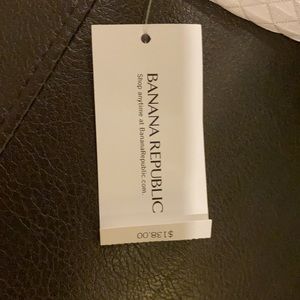 BANANA REPUBLIC
Shop anytime at BananaRepublic.com.
$138.00